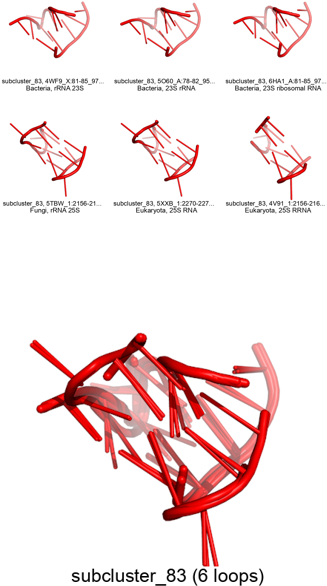 subcluster_83, 4WF9_X:81-85_97...
Bacteria, rRNA 23S
subcluster_83, 5O60_A:78-82_95...
Bacteria, 23S rRNA
subcluster_83, 6HA1_A:81-85_97...
Bacteria, 23S ribosomal RNA
subcluster_83, 5TBW_1:2156-21...
Fungi, rRNA 25S
subcluster_83, 5XXB_1:2270-227...
Eukaryota, 25S RNA
subcluster_83, 4V91_1:2156-216...
Eukaryota, 25S RRNA
subcluster_83 (6 loops)